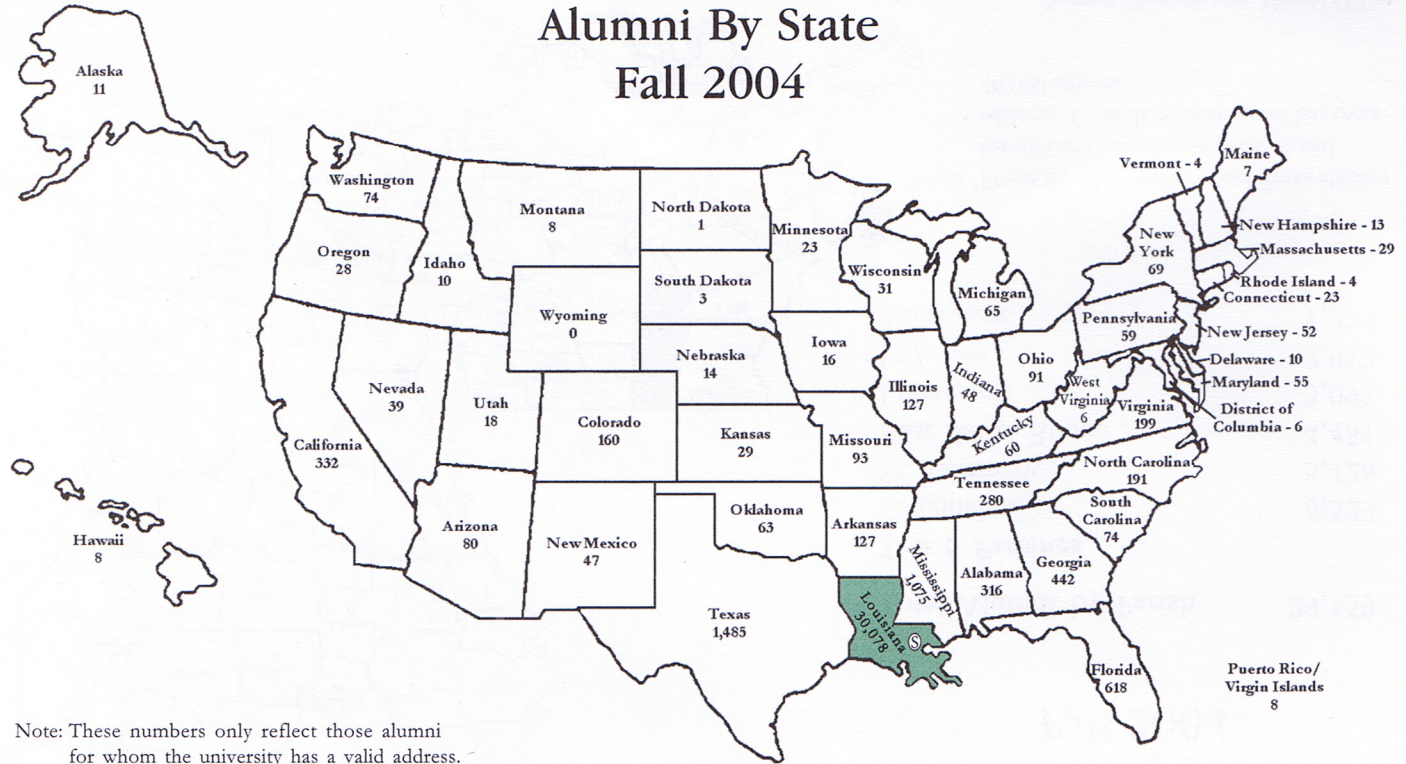 Alumni By State
Fall 2004
Alaska
11
Washington
74
Oregon
28
Idaho
10
Montana
8
North Dakota
1
South Dakota
3
Wyoming
0
Nebraska
14
Minnesota
23
Wisconsin
31
Michigan
65
Iowa
16
Nevada
39
Utah
18
Colorado
160
Kansas
29
California
332
Arizona
80
New Mexico
47
Oklahoma
63
Texas
1,485
Missouri
93
Arkansas
127
Louisiana
30,078
S
Mississippi
1,075
Alabama
316
Georgia
442
Florida
618
Tennessee
280
Kentucky
60
Illinois
127
Indiana
48
Ohio
91
West
Virginia
6
Virginia
199
North Carolina
191
South
Carolina
74
Pennsylvania
59
New
York
69
Vermont - 4
Maine
7
New Hampshire - 13
Massachusetts - 29
Rhode Island - 4
Connecticut - 23
New Jersey - 52
Delaware - 10
Maryland - 55
District of
Columbia - 6
Hawaii
8
Puerto Rico/
Virgin Islands
8
Note: These numbers only reflect those alumni
for whom the university has a valid address.